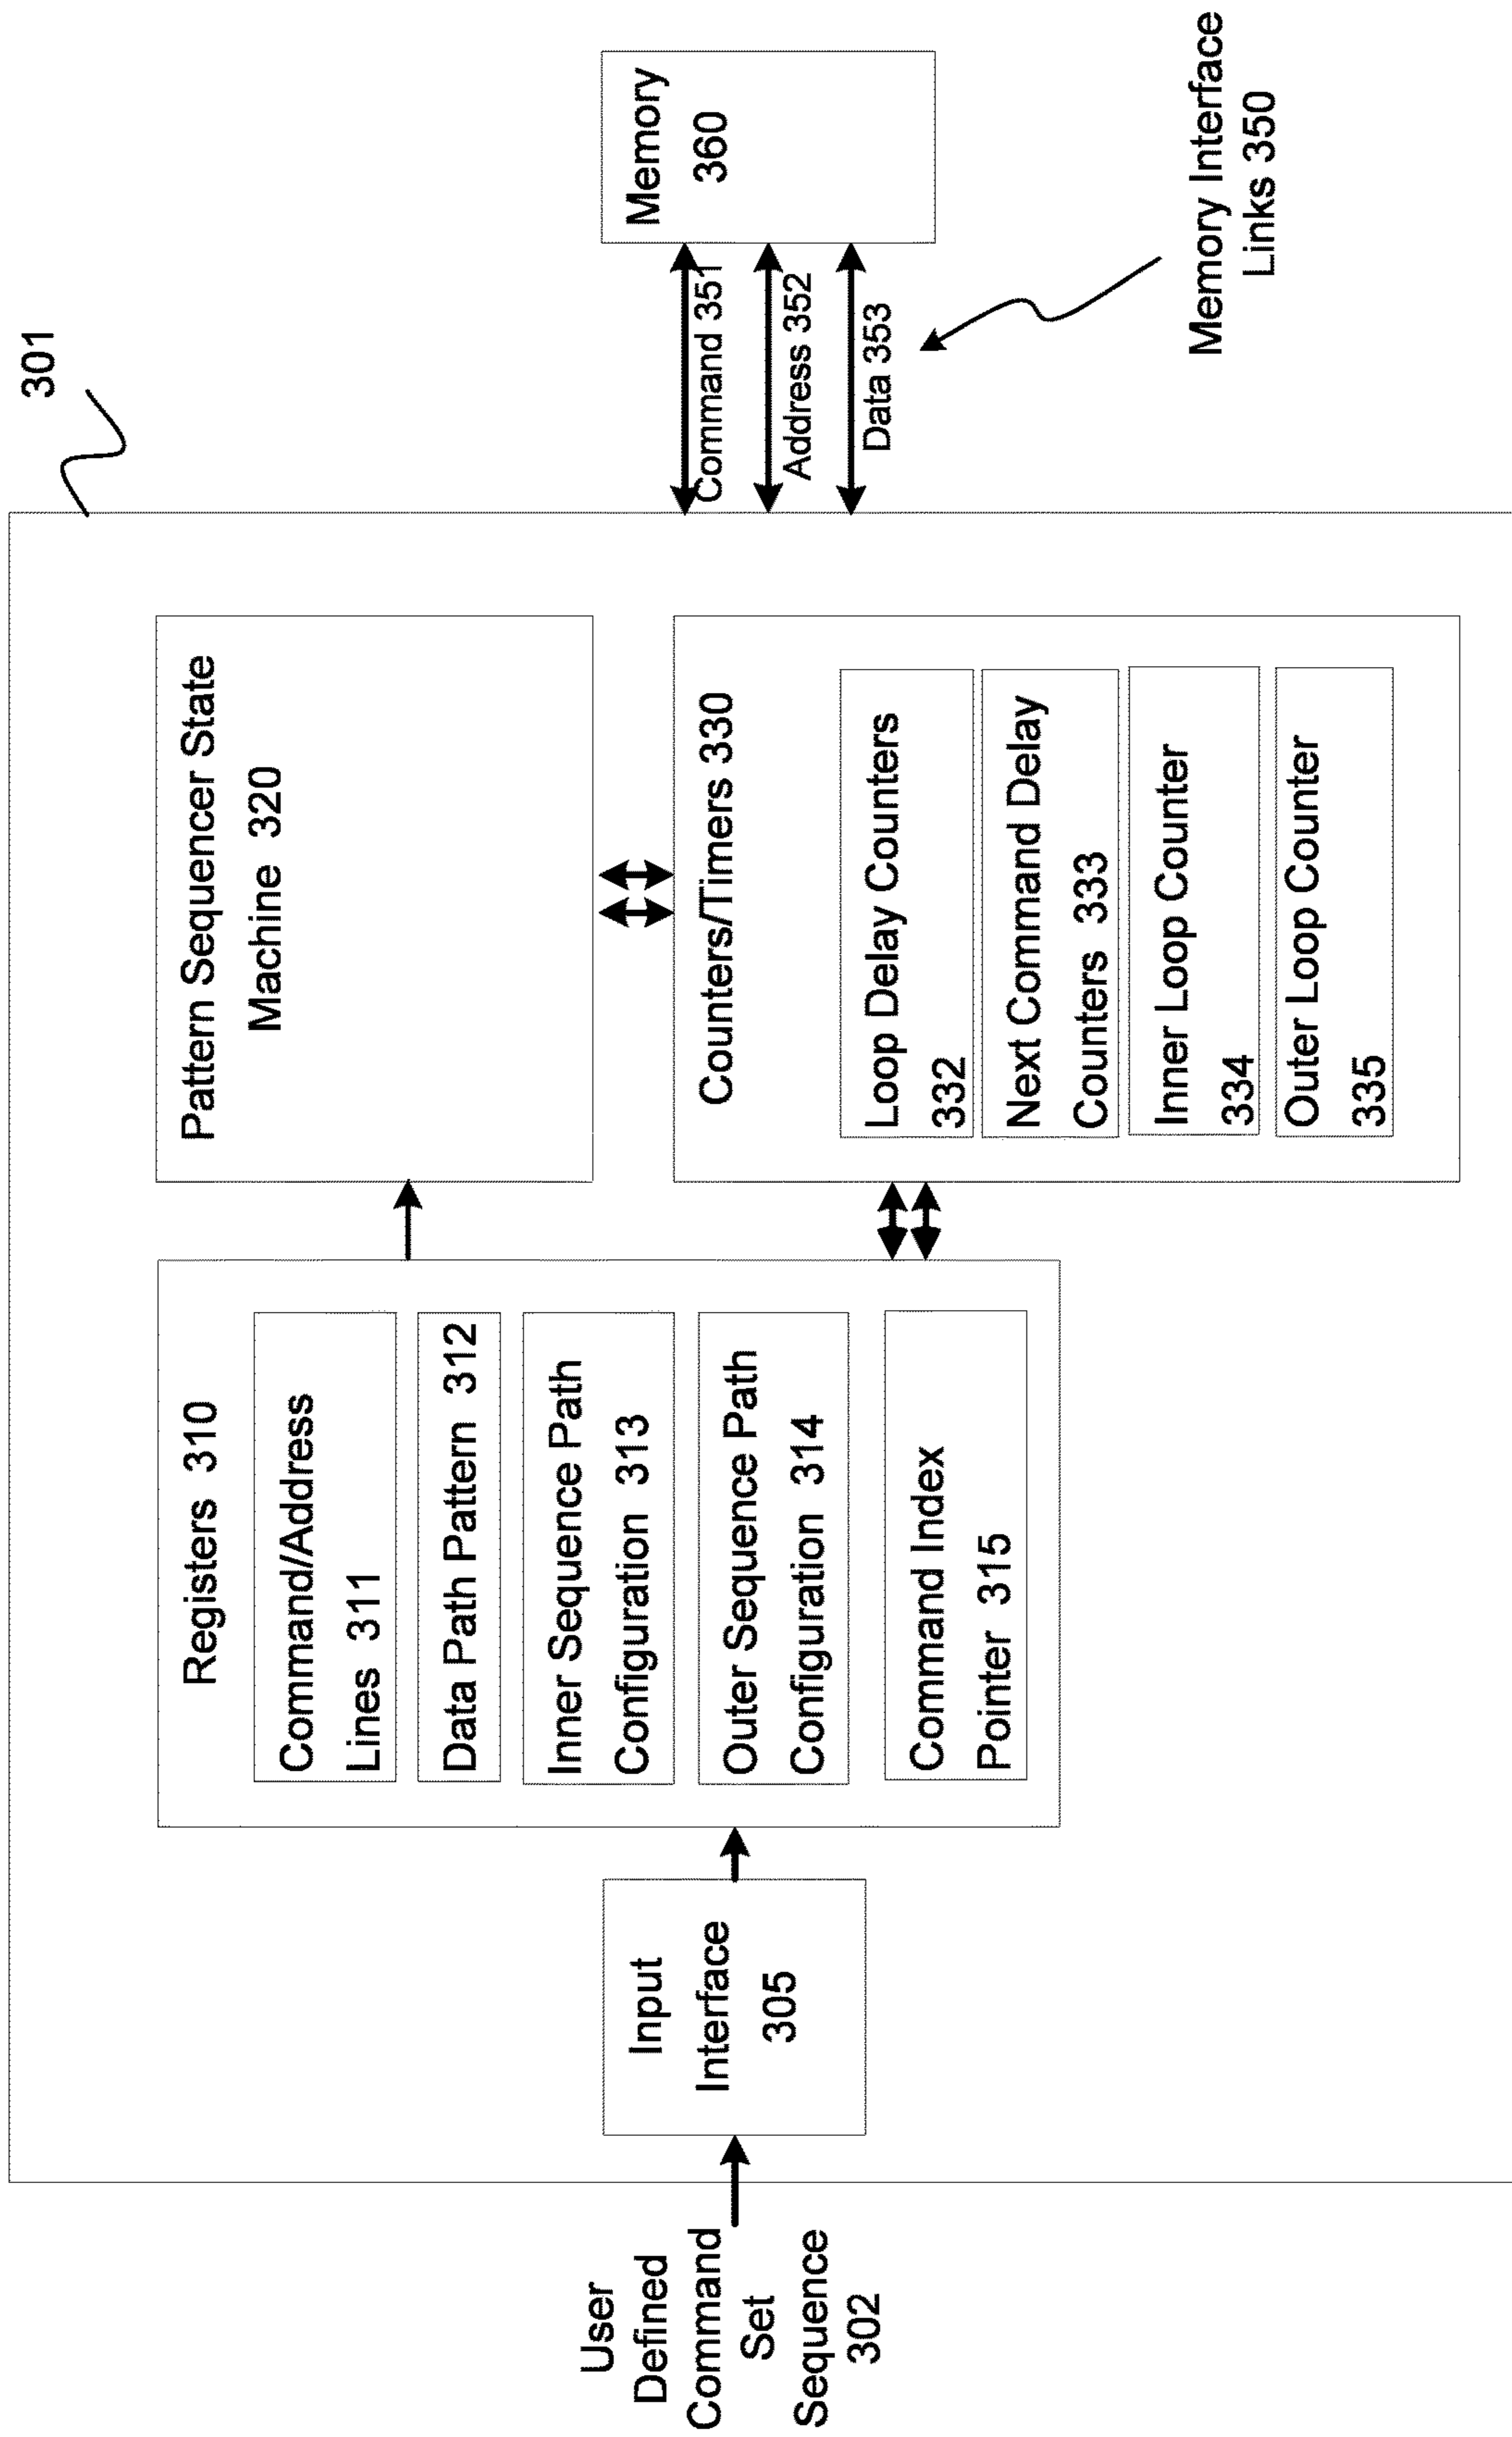 301
User
Defined
Command
Set
Sequence
302
Input
Interface
305
Registers 310
Command/Address
Lines 311
Data Path Pattern 312
Inner Sequence Path
Configuration 313
Outer Sequence Path
Configuration 314
Command Index
Pointer 315
Pattern Sequencer State
Machine 320
Counters/Timers 330
Loop Delay Counters
332
Next Command Delay
Counters 333
Inner Loop Counter
334
Outer Loop Counter
335
Command 351
Address 352
Data 353
Memory
360
Memory Interface
Links 350